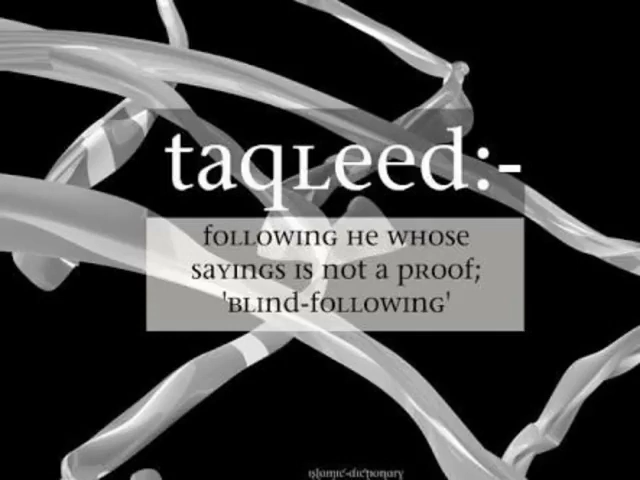 taqleed:-
following he whose
sayings is not a proof;
'blind-following'
islamic-dictionary